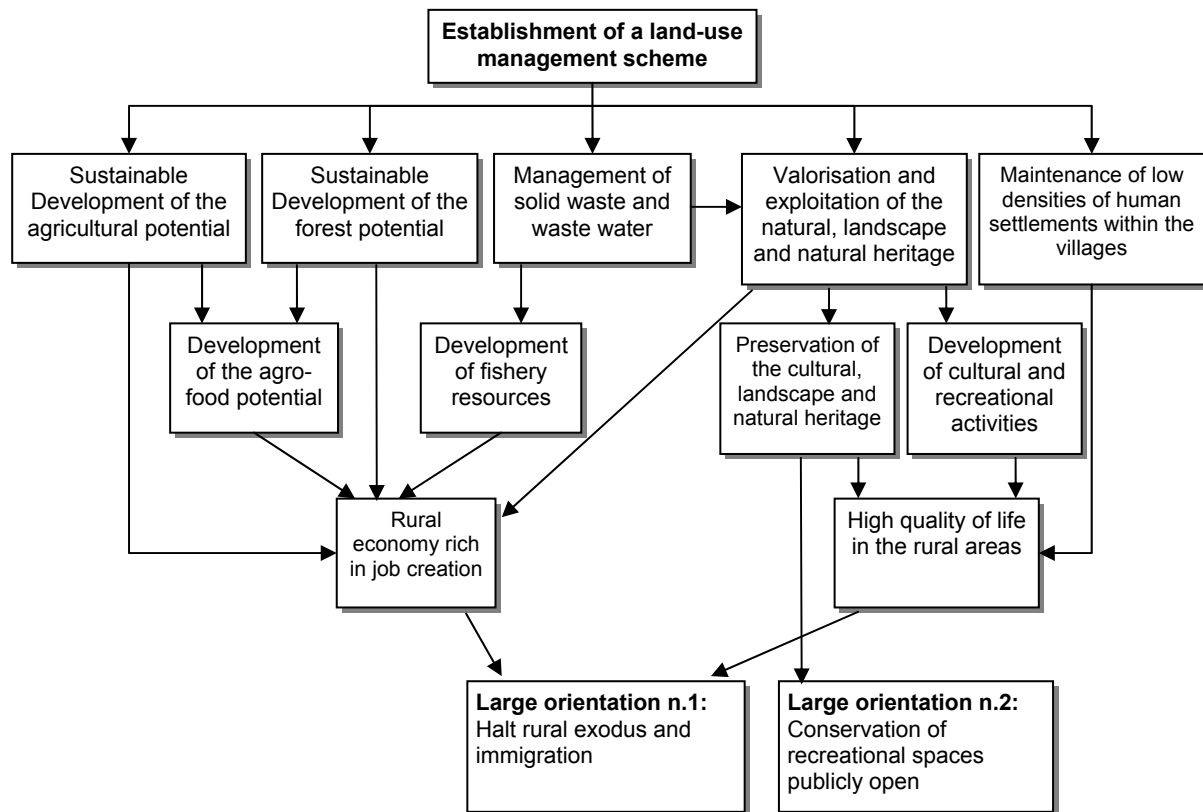 Establishment of a land-use
management scheme
Sustainable
Development of the
agricultural potential
Sustainable
Development of the
forest potential
Management of
solid waste and
waste water
Valorisation and
exploitation of the
natural, landscape
and natural heritage
Maintenance of low
densities of human
settlements within the
villages
Development
of the agro-
food potential
Development
of fishery
resources
Preservation of
the cultural,
landscape and
natural heritage
Development
of cultural and
recreational
activities
Rural
economy rich
in job creation
High quality of life
in the rural areas
Large orientation n.1:
Halt rural exodus and
immigration
Large orientation n.2:
Conservation of
recreational spaces
publicly open